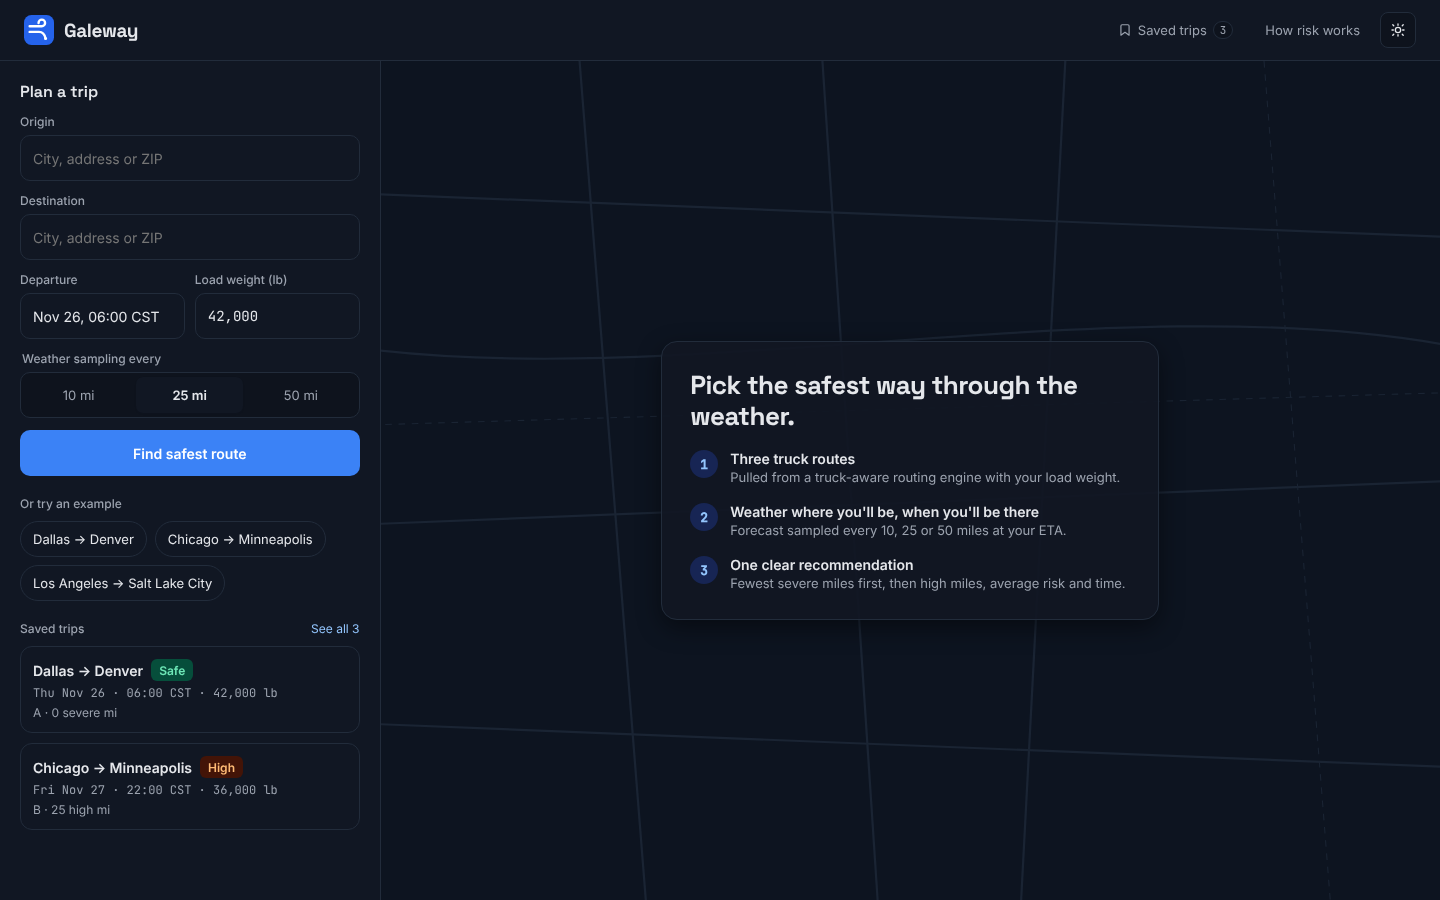 Galeway
Saved trips 3
How risk works
Plan a trip
Origin
City, address or ZIP
Destination
City, address or ZIP
Departure
Load weight (lb)
Nov 26, 06:00 CST
42,000
Weather sampling every
10 mi
25 mi
50 mi
Find safest route
Or try an example
Dallas → Denver
Chicago → Minneapolis
Los Angeles → Salt Lake City
Saved trips
See all 3
Dallas → Denver Safe
Thu Nov 26 · 06:00 CST · 42,000 lb
A · 0 severe mi
Chicago → Minneapolis High
Fri Nov 27 · 22:00 CST · 36,000 lb
B · 25 high mi
Pick the safest way through the
weather.
1 Three truck routes
Pulled from a truck-aware routing engine with your load weight.
2 Weather where you'll be, when you'll be there
Forecast sampled every 10, 25 or 50 miles at your ETA.
3 One clear recommendation
Fewest severe miles first, then high miles, average risk and time.